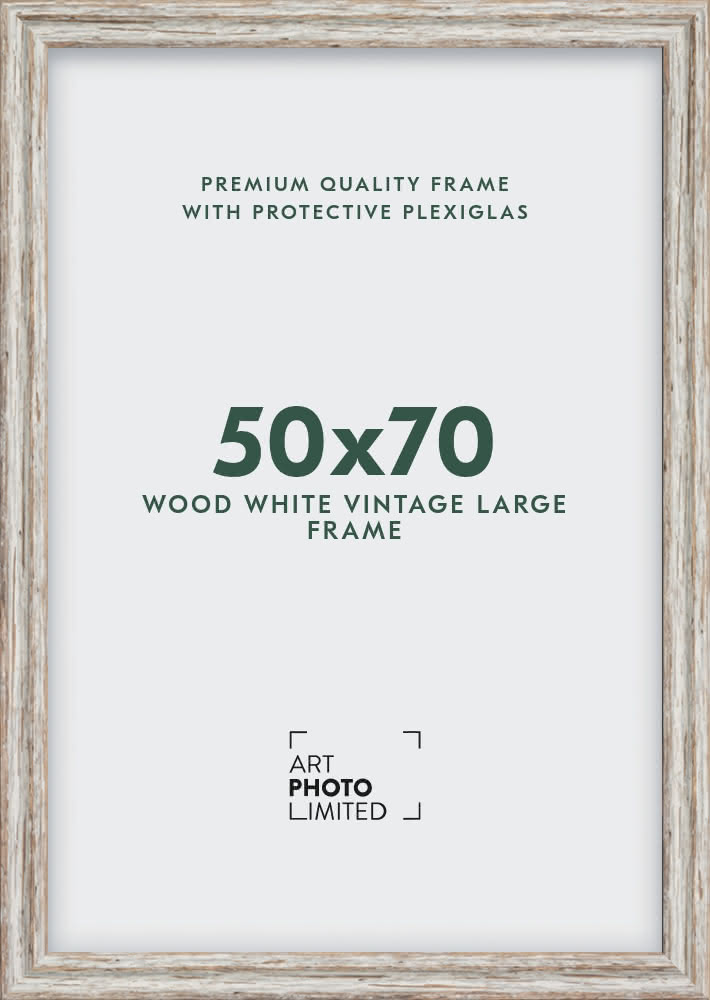 PREMIUM QUALITY FRAME
WITH PROTECTIVE PLEXIGLAS
50x70
WOOD WHITE VINTAGE LARGE
FRAME
ART
PHOTO
LIMITED